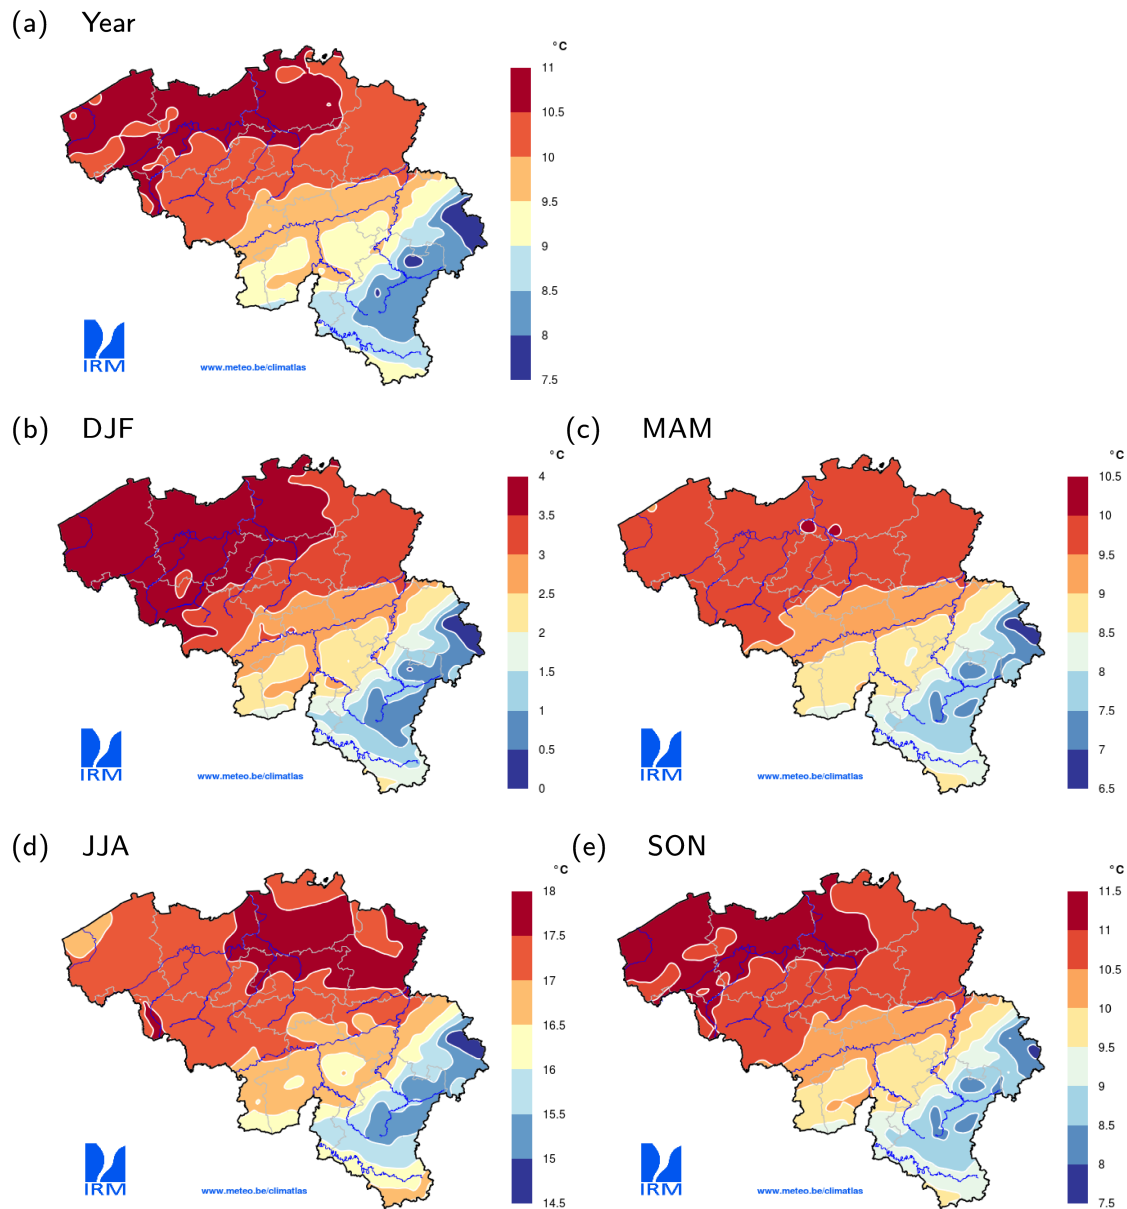 (a) Year
°C
11
10.5
10
9.5
9
8.5
8
7.5
IRM
www.meteo.be/climatlas
(b) DJF
°C
4
3.5
3
2.5
2
1.5
1
0.5
0
IRM
www.meteo.be/climatlas
(c) MAM
°C
10.5
10
9.5
9
8.5
8
7.5
7
6.5
IRM
www.meteo.be/climatlas
(d) JJA
°C
18
17.5
17
16.5
16
15.5
15
14.5
IRM
www.meteo.be/climatlas
(e) SON
°C
11.5
11
10.5
10
9.5
9
8.5
8
7.5
IRM
www.meteo.be/climatlas